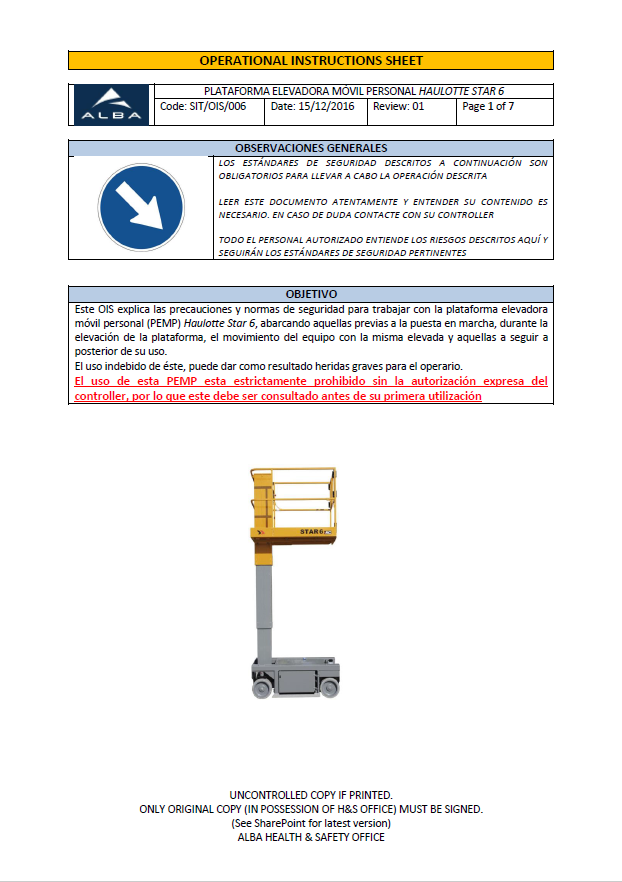 OPERATIONAL INSTRUCTIONS SHEET
ALBA
PLATAFORMA ELEVADORA MÓVIL PERSONAL HAULOTTE STAR 6
Code: SIT/OIS/006
Date: 15/12/2016
Review: 01
Page 1 of 7
OBSERVACIONES GENERALES
LOS ESTÁNDARES DE SEGURIDAD DESCRITOS A CONTINUACIÓN SON
OBLIGATORIOS PARA LLEVAR A CABO LA OPERACIÓN DESCRITA
LEER ESTE DOCUMENTO ATENTAMENTE Y ENTENDER SU CONTENIDO ES
NECESARIO. EN CASO DE DUDA CONTACTE CON SU CONTROLLER
TODO EL PERSONAL AUTORIZADO ENTIENDE LOS RIESGOS DESCRITOS AQUÍ Y
SEGUIRÁN LOS ESTÁNDARES DE SEGURIDAD PERTINENTES
OBJETIVO
Este OIS explica las precauciones y normas de seguridad para trabajar con la plataforma elevadora
móvil personal (PEMP) Haulotte Star 6, abarcando aquellas previas a la puesta en marcha, durante la
elevación de la plataforma, el movimiento del equipo con la misma elevada y aquellas a seguir a
posterior de su uso.
El uso indebido de éste, puede dar como resultado heridas graves para el operario.
El uso de esta PEMP esta estrictamente prohibido sin la autorización expresa del
controller, por lo que este debe ser consultado antes de su primera utilización
STAR 6
UNCONTROLLED COPY IF PRINTED.
ONLY ORIGINAL COPY (IN POSSESSION OF H&S OFFICE) MUST BE SIGNED.
(See SharePoint for latest version)
ALBA HEALTH & SAFETY OFFICE